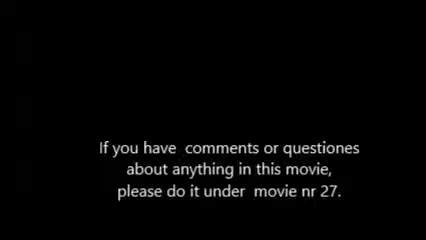 If you have  comments or questiones
about anything in this movie,
please do it under  movie nr 27.